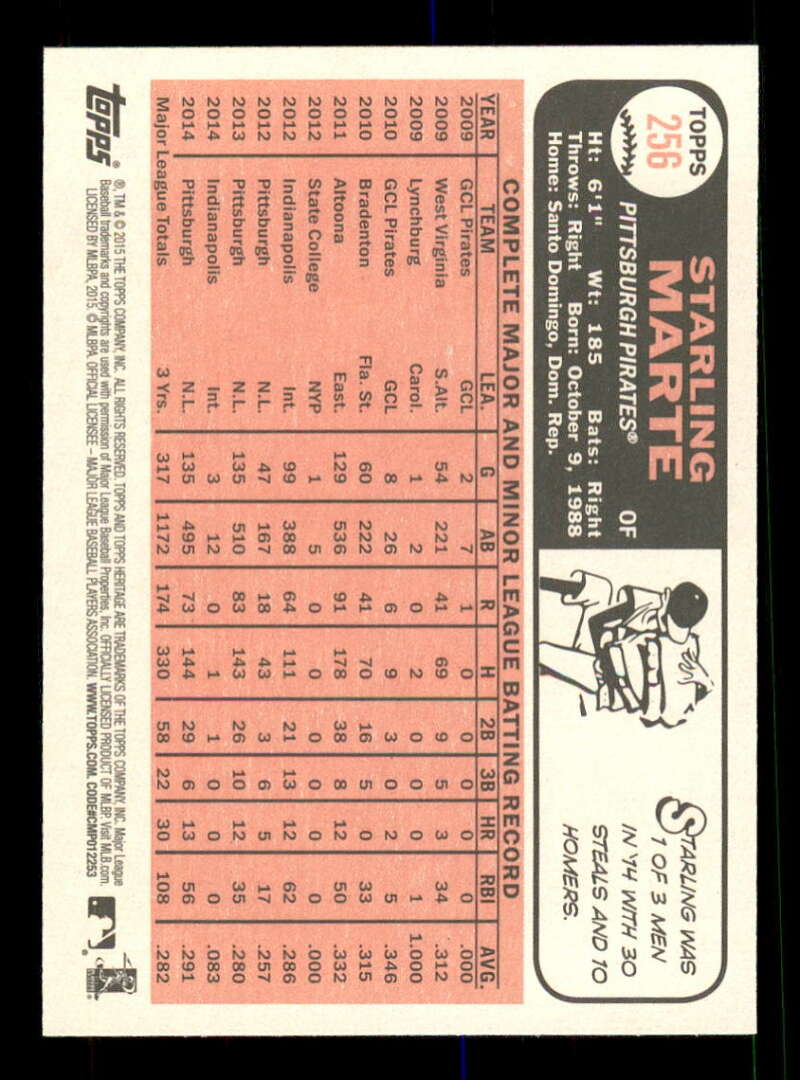 TOPPS
256
STARLING
MARTE
PITTSBURGH PIRATES® OF
Ht: 6'1" Wt: 185 Bats: Right
Throws: Right Born: October 9, 1988
Home: Santo Domingo, Dom. Rep.
STARLING WAS
1 OF 3 MEN
IN '14 WITH 30
STEALS AND 10
HOMERS.
COMPLETE MAJOR AND MINOR LEAGUE BATTING RECORD
YEAR TEAM LEA. G AB R H 2B 3B HR RBI AVG.
2009 GCL Pirates GCL 2 7 1 0 0 0 0 0 .000
2009 West Virginia S.Atl. 54 221 41 69 9 5 3 34 .312
2009 Lynchburg Carol. 1 2 0 2 0 0 0 1 1.000
2010 GCL Pirates GCL 8 26 6 9 3 0 2 5 .346
2010 Bradenton Fla. St. 60 222 41 70 16 5 0 33 .315
2011 Altoona East. 129 536 91 178 38 8 12 50 .332
2012 State College NYP 1 5 0 0 0 0 0 0 .000
2012 Indianapolis Int. 99 388 64 111 21 13 12 62 .286
2012 Pittsburgh N.L. 47 167 18 43 3 6 5 17 .257
2013 Pittsburgh N.L. 135 510 83 143 26 10 12 35 .280
2014 Indianapolis Int. 3 12 0 1 1 0 0 0 .083
2014 Pittsburgh N.L. 135 495 73 144 29 6 13 56 .291
Major League Totals 3 Yrs. 317 1172 174 330 58 22 30 108 .282
topps®
®, TM & © 2015 THE TOPPS COMPANY, INC. ALL RIGHTS RESERVED. TOPPS AND TOPPS HERITAGE ARE TRADEMARKS OF THE TOPPS COMPANY, INC. Major League
Baseball trademarks and copyrights are used with permission of Major League Baseball Properties, Inc. OFFICIALLY LICENSED PRODUCT OF MLBP. Visit MLB.com.
LICENSED BY MLBPA, 2015. © MLBPA. OFFICIAL LICENSEE – MAJOR LEAGUE BASEBALL PLAYERS ASSOCIATION. WWW.TOPPS.COM. CODE#CMP012253